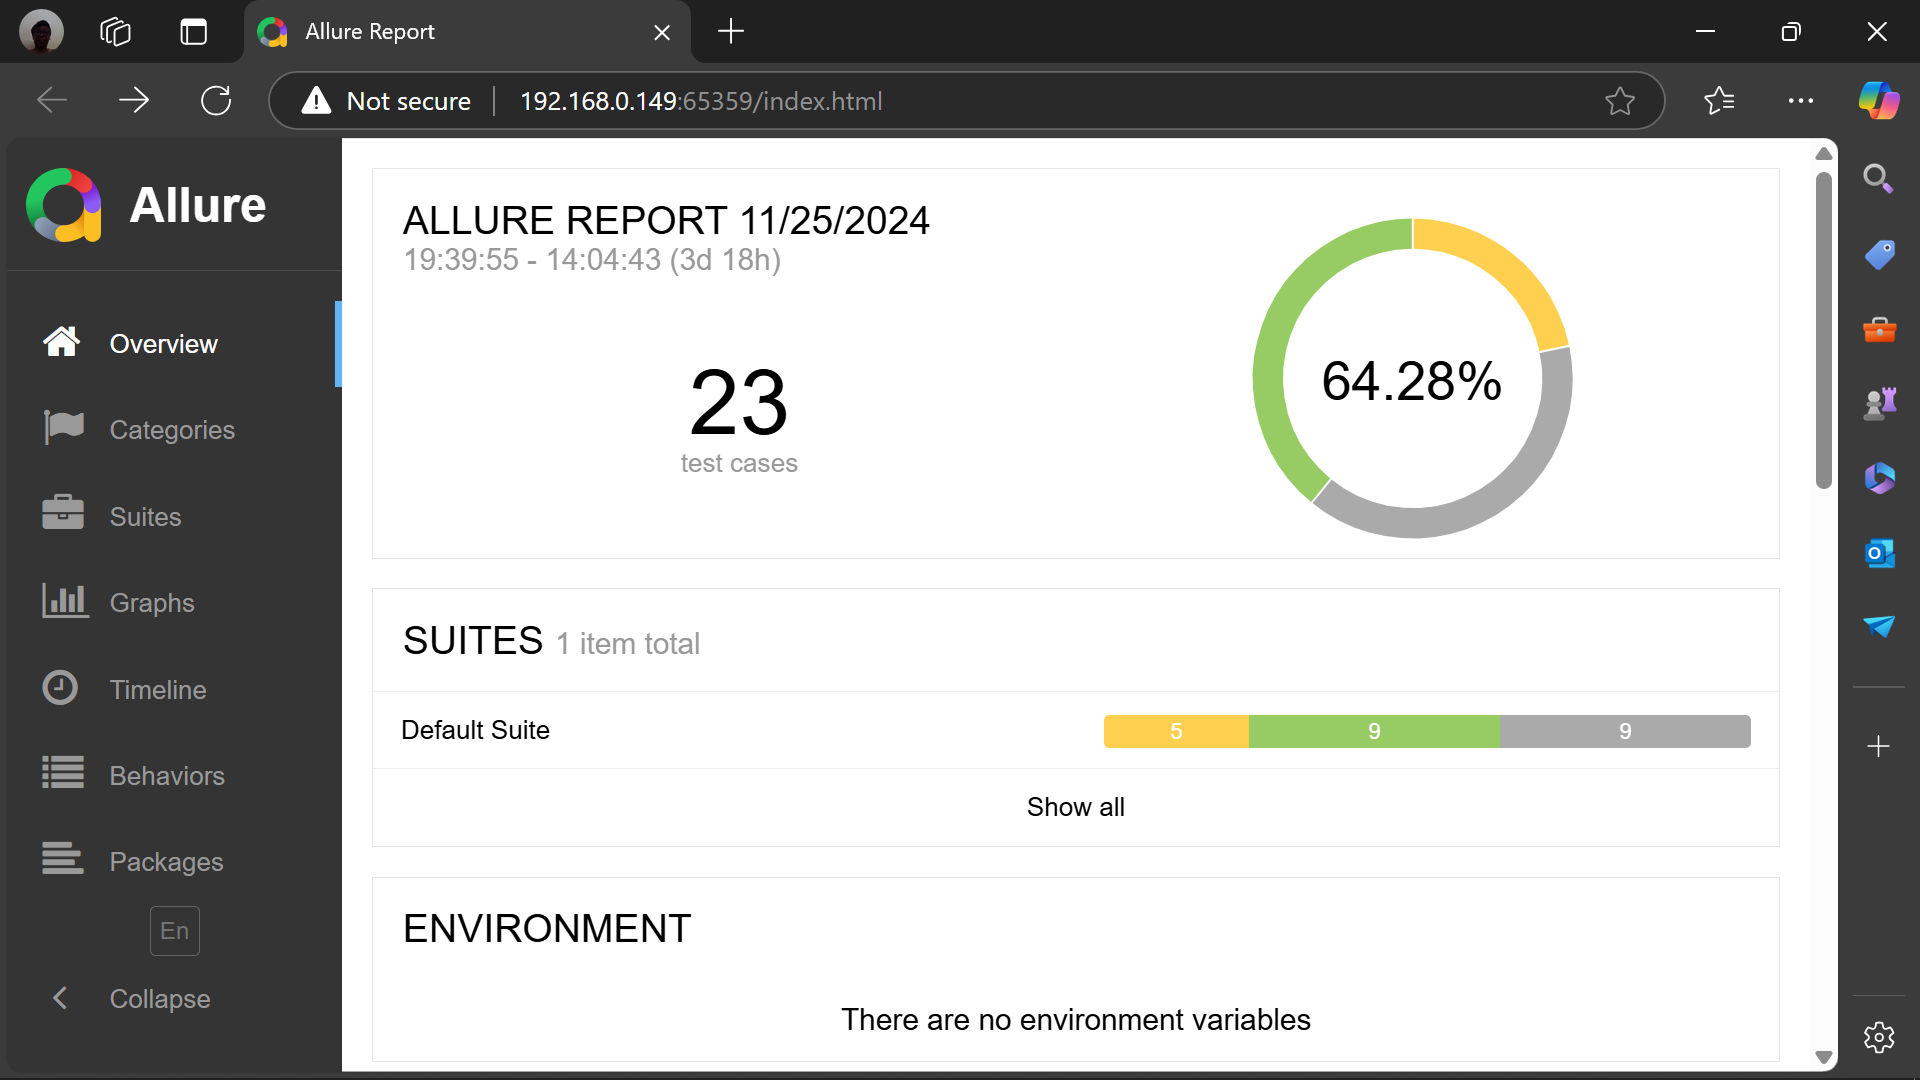 Allure Report
Not secure
192.168.0.149:65359/index.html
Allure
Overview
Categories
Suites
Graphs
Timeline
Behaviors
Packages
En
Collapse
ALLURE REPORT 11/25/2024
19:39:55 - 14:04:43 (3d 18h)
23
test cases
64.28%
SUITES 1 item total
Default Suite
5 9 9
Show all
ENVIRONMENT
There are no environment variables